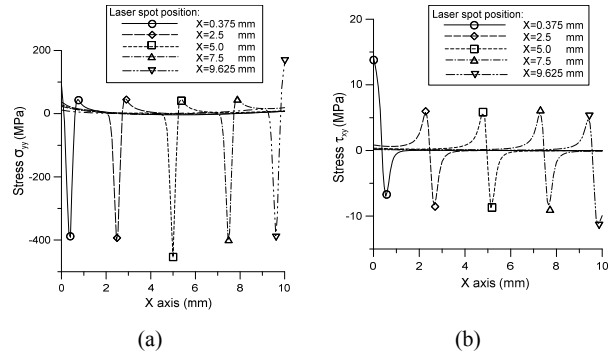 Laser spot position:
X=0.375 mm
X=2.5 mm
X=5.0 mm
X=7.5 mm
X=9.625 mm
200
0
-200
-400
Stress σyy (MPa)
0 2 4 6 8 10
X axis (mm)
(a)
Laser spot position:
X=0.375 mm
X=2.5 mm
X=5.0 mm
X=7.5 mm
X=9.625 mm
20
10
0
-10
Stress τxy (MPa)
0 2 4 6 8 10
X axis (mm)
(b)